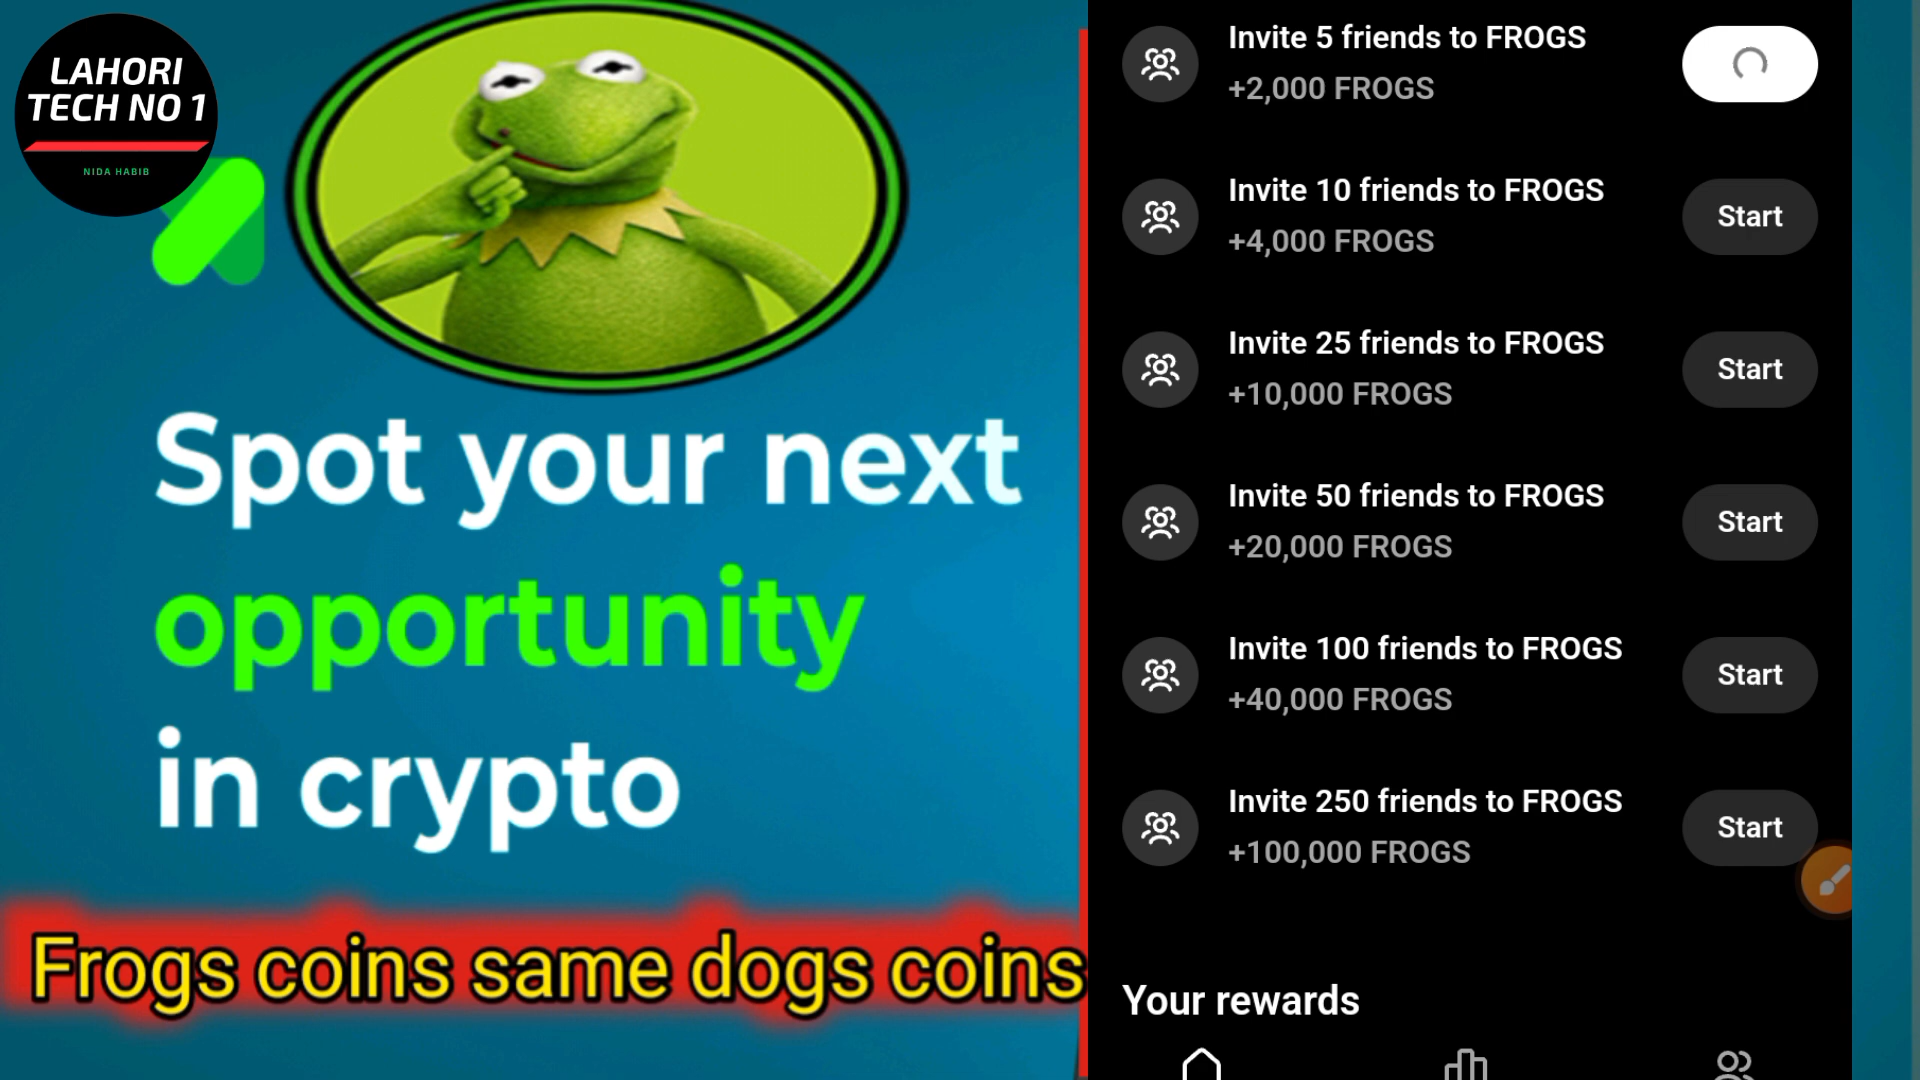 LAHORI
TECH NO 1
NIDA HABIB
Spot your next
opportunity
in crypto
Frogs coins same dogs coins
Invite 5 friends to FROGS
+2,000 FROGS
Invite 10 friends to FROGS
+4,000 FROGS
Start
Invite 25 friends to FROGS
+10,000 FROGS
Start
Invite 50 friends to FROGS
+20,000 FROGS
Start
Invite 100 friends to FROGS
+40,000 FROGS
Start
Invite 250 friends to FROGS
+100,000 FROGS
Start
Your rewards